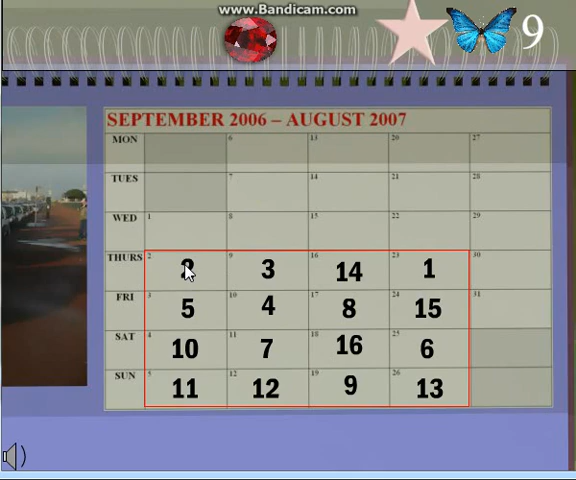 www.Bandicam.com
9
SEPTEMBER 2006 – AUGUST 2007
MON 6 13 20 27
TUES 7 14 21 28
WED 1 8 15 22 29
THURS 2 9 16 23 30
2 3 14 1
FRI 3 10 17 24 31
5 4 8 15
SAT 4 11 18 25
10 7 16 6
SUN 5 12 19 26
11 12 9 13